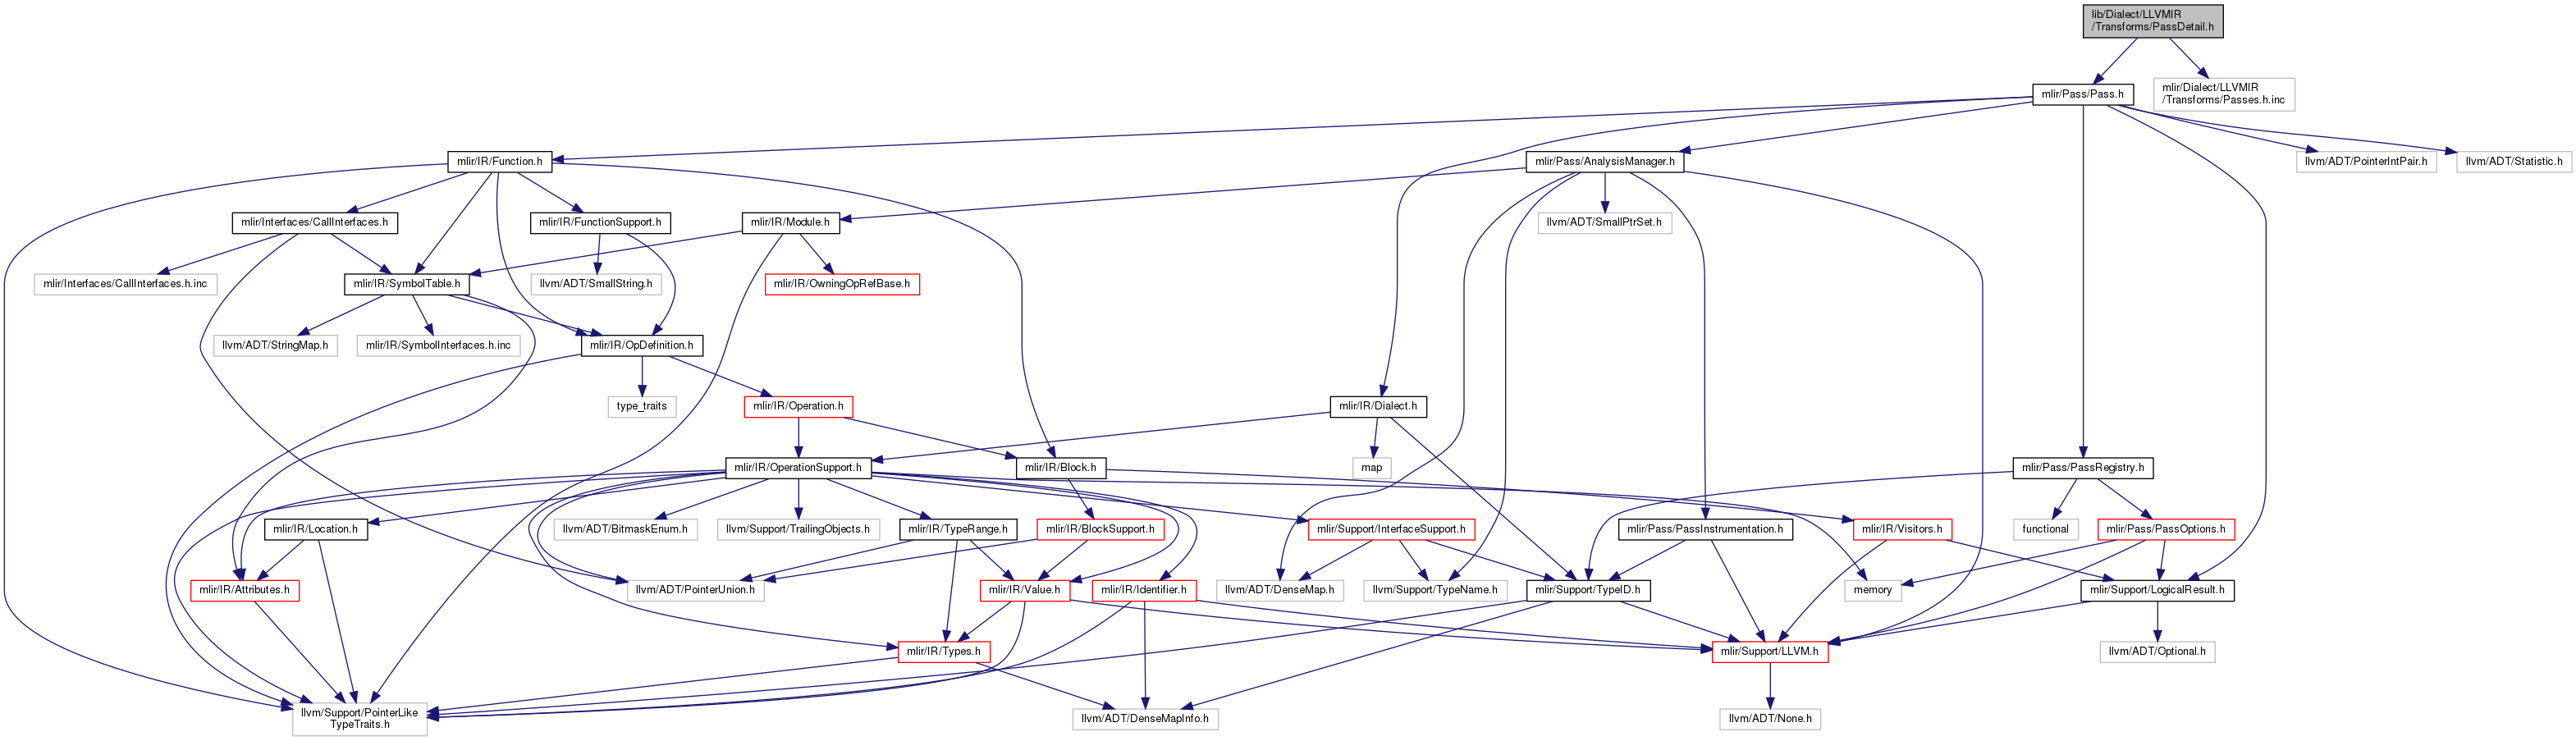 lib/Dialect/LLVMIR
/Transforms/PassDetail.h
mlir/Pass/Pass.h
mlir/Dialect/LLVMIR
/Transforms/Passes.h.inc
mlir/IR/Function.h
mlir/Pass/AnalysisManager.h
llvm/ADT/PointerIntPair.h
llvm/ADT/Statistic.h
mlir/Interfaces/CallInterfaces.h
mlir/IR/FunctionSupport.h
mlir/IR/Module.h
llvm/ADT/SmallPtrSet.h
mlir/Interfaces/CallInterfaces.h.inc
mlir/IR/SymbolTable.h
llvm/ADT/SmallString.h
mlir/IR/OwningOpRefBase.h
llvm/ADT/StringMap.h
mlir/IR/SymbolInterfaces.h.inc
mlir/IR/OpDefinition.h
type_traits
mlir/IR/Operation.h
mlir/IR/Dialect.h
mlir/IR/OperationSupport.h
mlir/IR/Block.h
map
mlir/Pass/PassRegistry.h
mlir/IR/Location.h
llvm/ADT/BitmaskEnum.h
llvm/Support/TrailingObjects.h
mlir/IR/TypeRange.h
mlir/IR/BlockSupport.h
mlir/Support/InterfaceSupport.h
mlir/Pass/PassInstrumentation.h
mlir/IR/Visitors.h
functional
mlir/Pass/PassOptions.h
mlir/IR/Attributes.h
llvm/ADT/PointerUnion.h
mlir/IR/Value.h
mlir/IR/Identifier.h
llvm/ADT/DenseMap.h
llvm/Support/TypeName.h
mlir/Support/TypeID.h
memory
mlir/Support/LogicalResult.h
mlir/IR/Types.h
mlir/Support/LLVM.h
llvm/ADT/Optional.h
llvm/Support/PointerLike
TypeTraits.h
llvm/ADT/DenseMapInfo.h
llvm/ADT/None.h